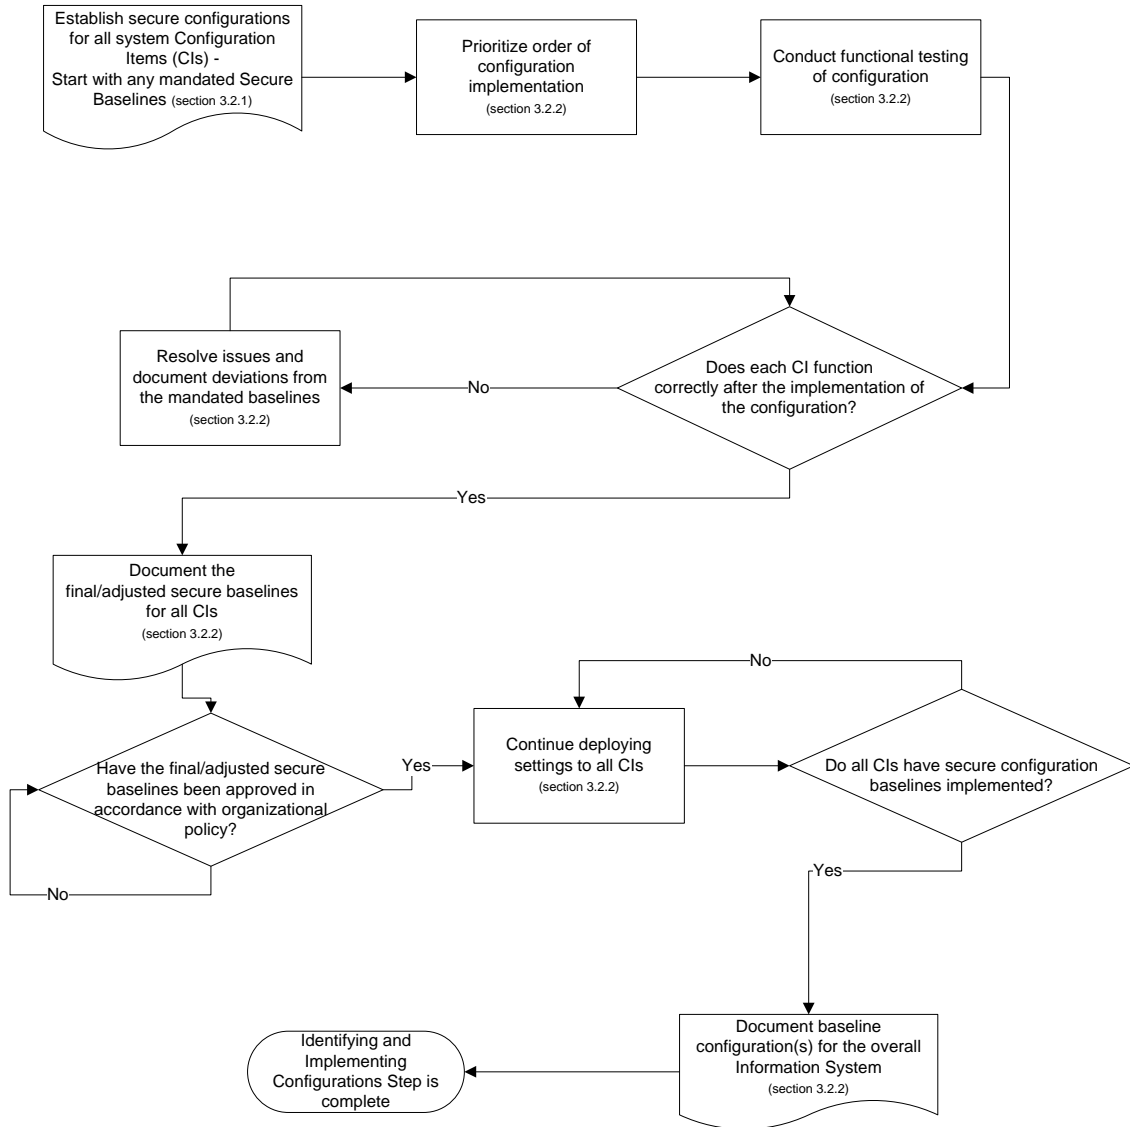 Establish secure configurations
for all system Configuration
Items (CIs) -
Start with any mandated Secure
Baselines (section 3.2.1)
Prioritize order of
configuration
implementation
(section 3.2.2)
Conduct functional testing
of configuration
(section 3.2.2)
Resolve issues and
document deviations from
the mandated baselines
(section 3.2.2)
No
Does each CI function
correctly after the implementation of
the configuration?
Yes
Document the
final/adjusted secure baselines
for all CIs
(section 3.2.2)
Have the final/adjusted secure
baselines been approved in
accordance with organizational
policy?
No
Yes
Continue deploying
settings to all CIs
(section 3.2.2)
No
Do all CIs have secure configuration
baselines implemented?
Yes
Document baseline
configuration(s) for the overall
Information System
(section 3.2.2)
Identifying and
Implementing
Configurations Step is
complete